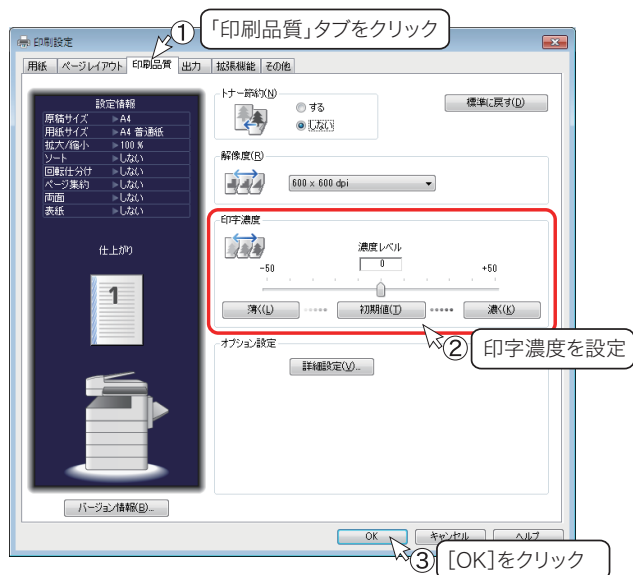 ① 「印刷品質」タブをクリック
印刷設定
用紙 ページレイアウト 印刷品質 出力 拡張機能 その他
設定情報
原稿サイズ ▶A4
用紙サイズ ▶A4 普通紙
拡大/縮小 ▶100 %
ソート ▶しない
回転仕分け ▶しない
ページ集約 ▶しない
両面 ▶しない
表紙 ▶しない
仕上がり
1
バージョン情報(B)...
トナー節約(N)
する
しない
標準に戻す(D)
解像度(R)
600 x 600 dpi
印字濃度
濃度レベル
-50 0 +50
薄く(L) 初期値(T) 濃く(K)
② 印字濃度を設定
オプション設定
詳細設定(V)...
OK キャンセル ヘルプ
③ [OK]をクリック